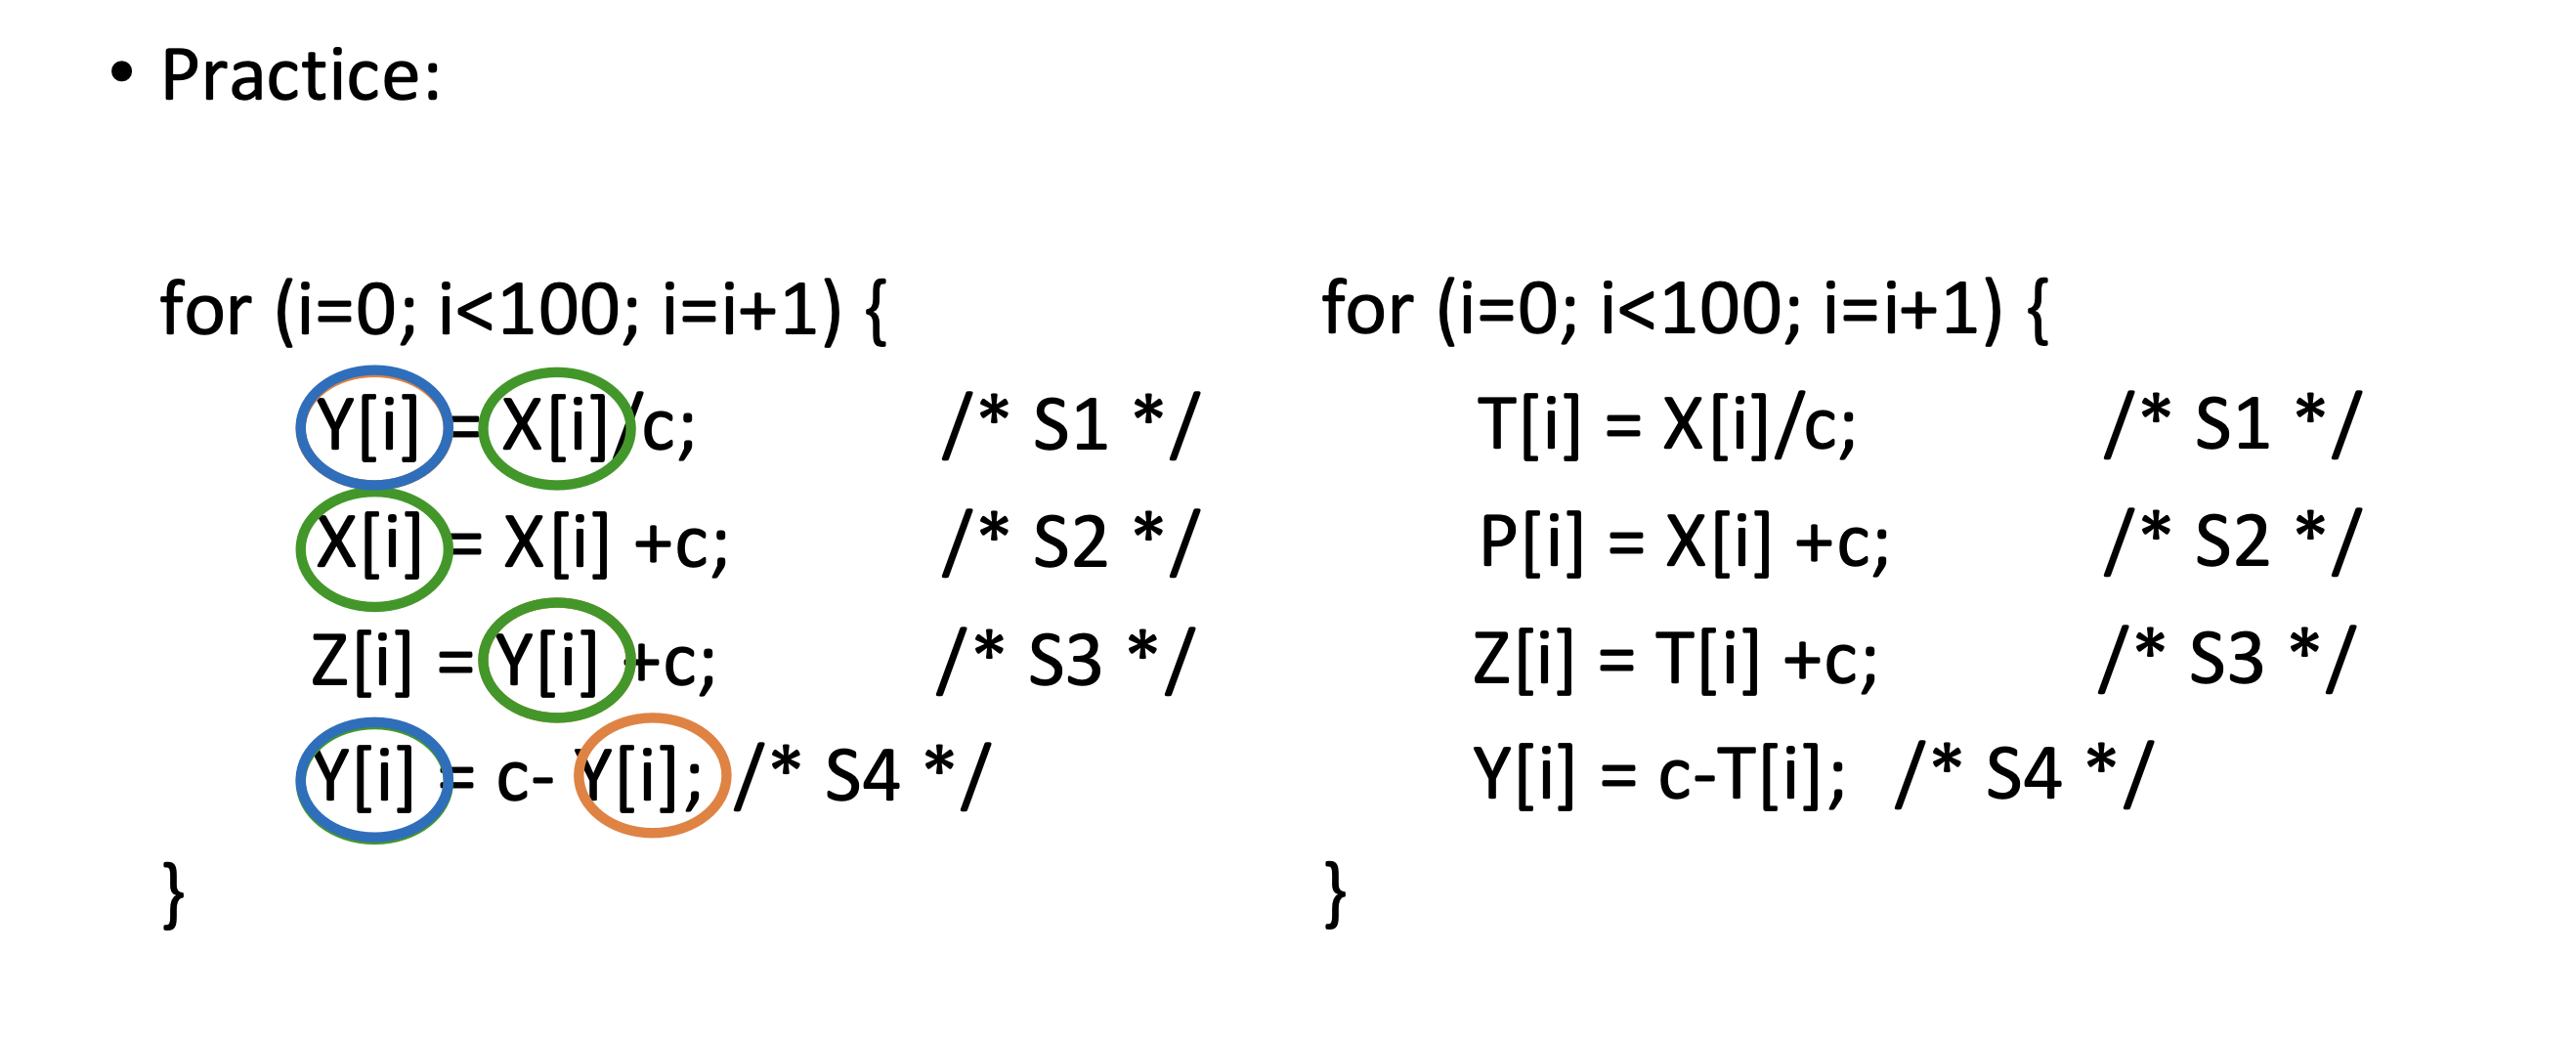 • Practice:
for (i=0; i<100; i=i+1) {
Y[i] = X[i]/c; /* S1 */
X[i] = X[i] +c; /* S2 */
Z[i] = Y[i] +c; /* S3 */
Y[i] = c- Y[i]; /* S4 */
}
for (i=0; i<100; i=i+1) {
T[i] = X[i]/c; /* S1 */
P[i] = X[i] +c; /* S2 */
Z[i] = T[i] +c; /* S3 */
Y[i] = c-T[i]; /* S4 */
}